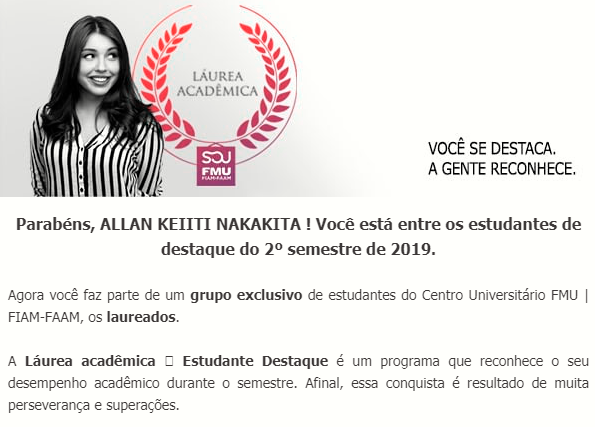 LÁUREA
ACADÊMICA
SOU
FMU
FIAM-FAAM
VOCÊ SE DESTACA.
A GENTE RECONHECE.
Parabéns, ALLAN KEIITI NAKAKITA ! Você está entre os estudantes de
destaque do 2º semestre de 2019.
Agora você faz parte de um grupo exclusivo de estudantes do Centro Universitário FMU |
FIAM-FAAM, os laureados.
A Láurea acadêmica  Estudante Destaque é um programa que reconhece o seu
desempenho acadêmico durante o semestre. Afinal, essa conquista é resultado de muita
perseverança e superações.